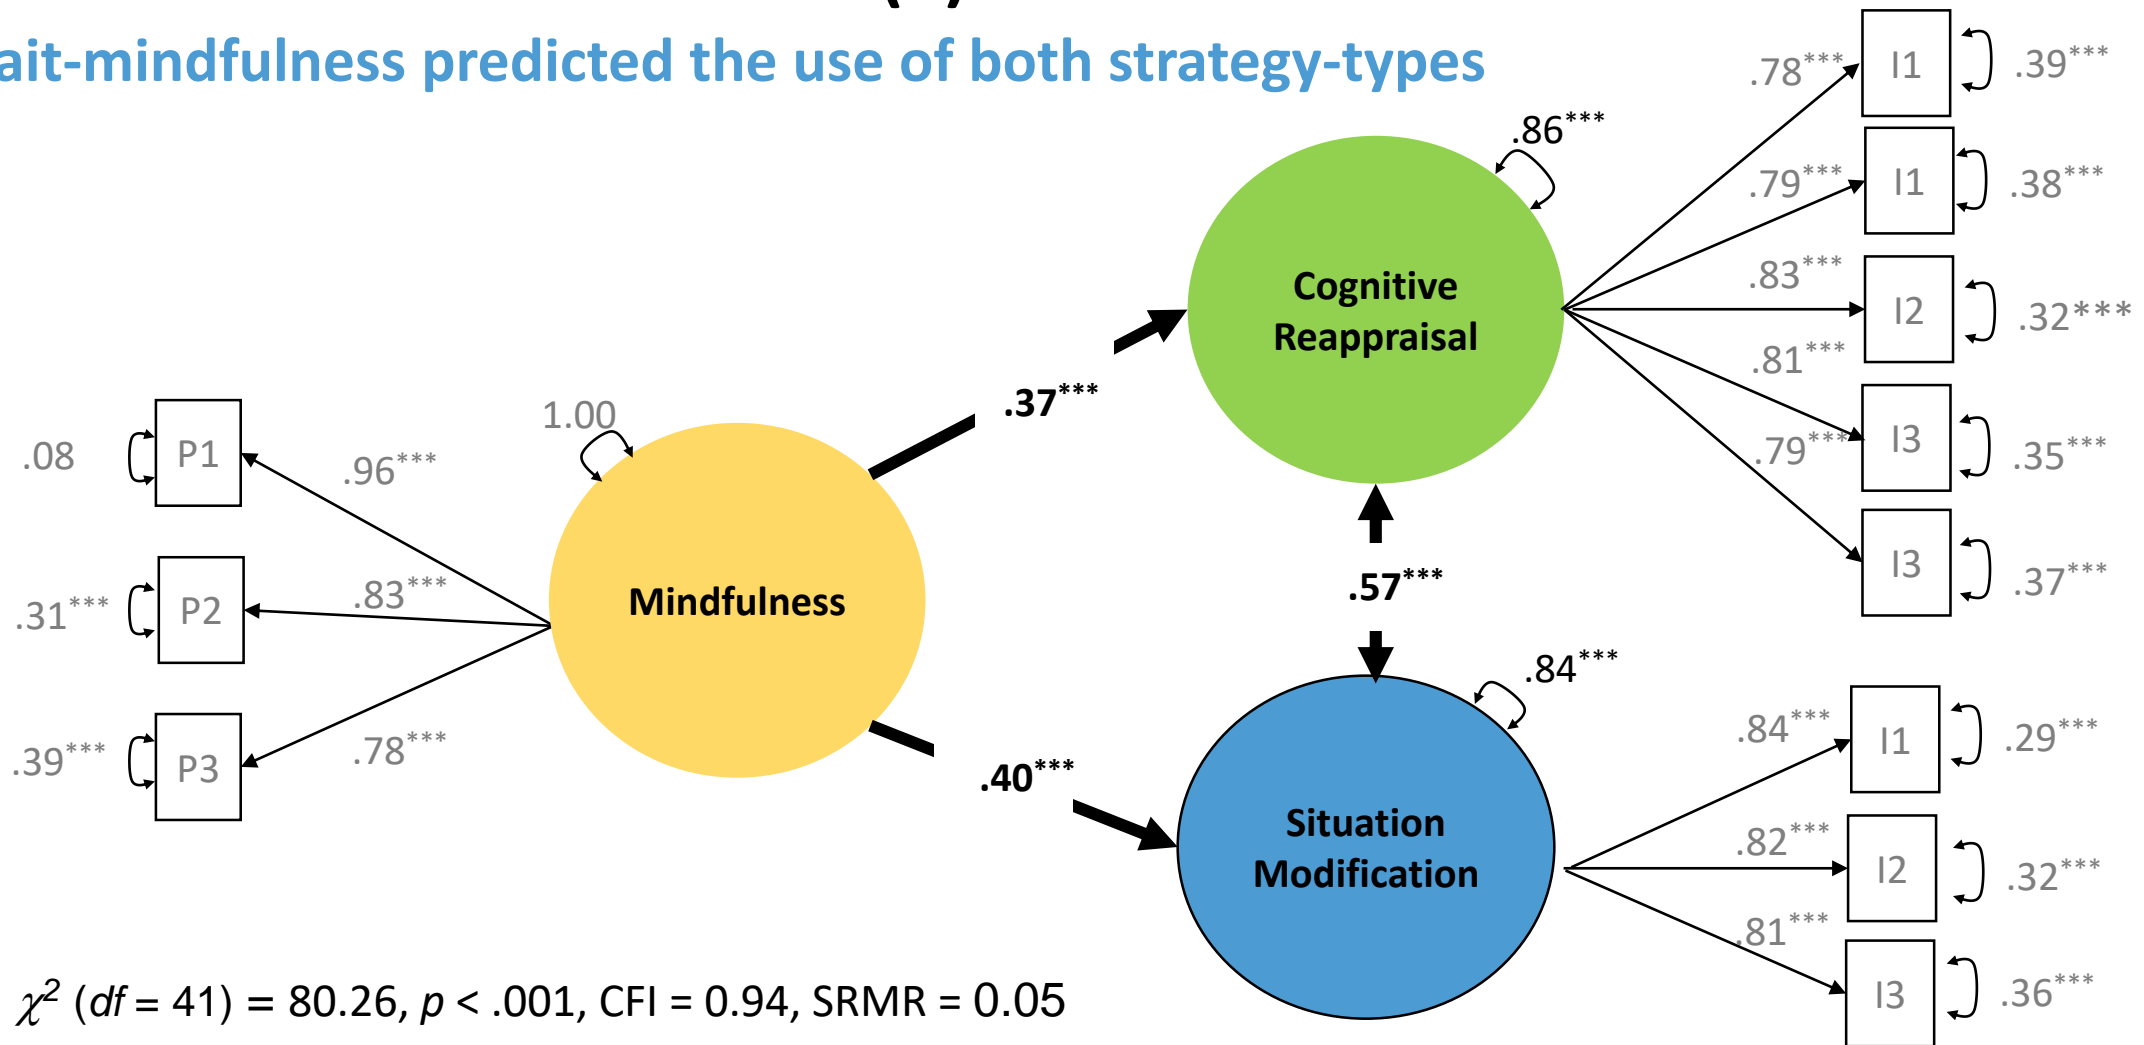 ait-mindfulness predicted the use of both strategy-types
.78***
I1
.39***
.86***
.79***
I1
.38***
Cognitive
Reappraisal
.83***
I2
.32***
.81***
.37***
1.00
I3
.35***
.79***
P1
.08
.96***
I3
.37***
.57***
Mindfulness
P2
.31***
.83***
.84***
P3
.39***
.78***
.40***
.84***
I1
.29***
Situation
Modification
.82***
I2
.32***
.81***
I3
.36***
χ² (df = 41) = 80.26, p < .001, CFI = 0.94, SRMR = 0.05